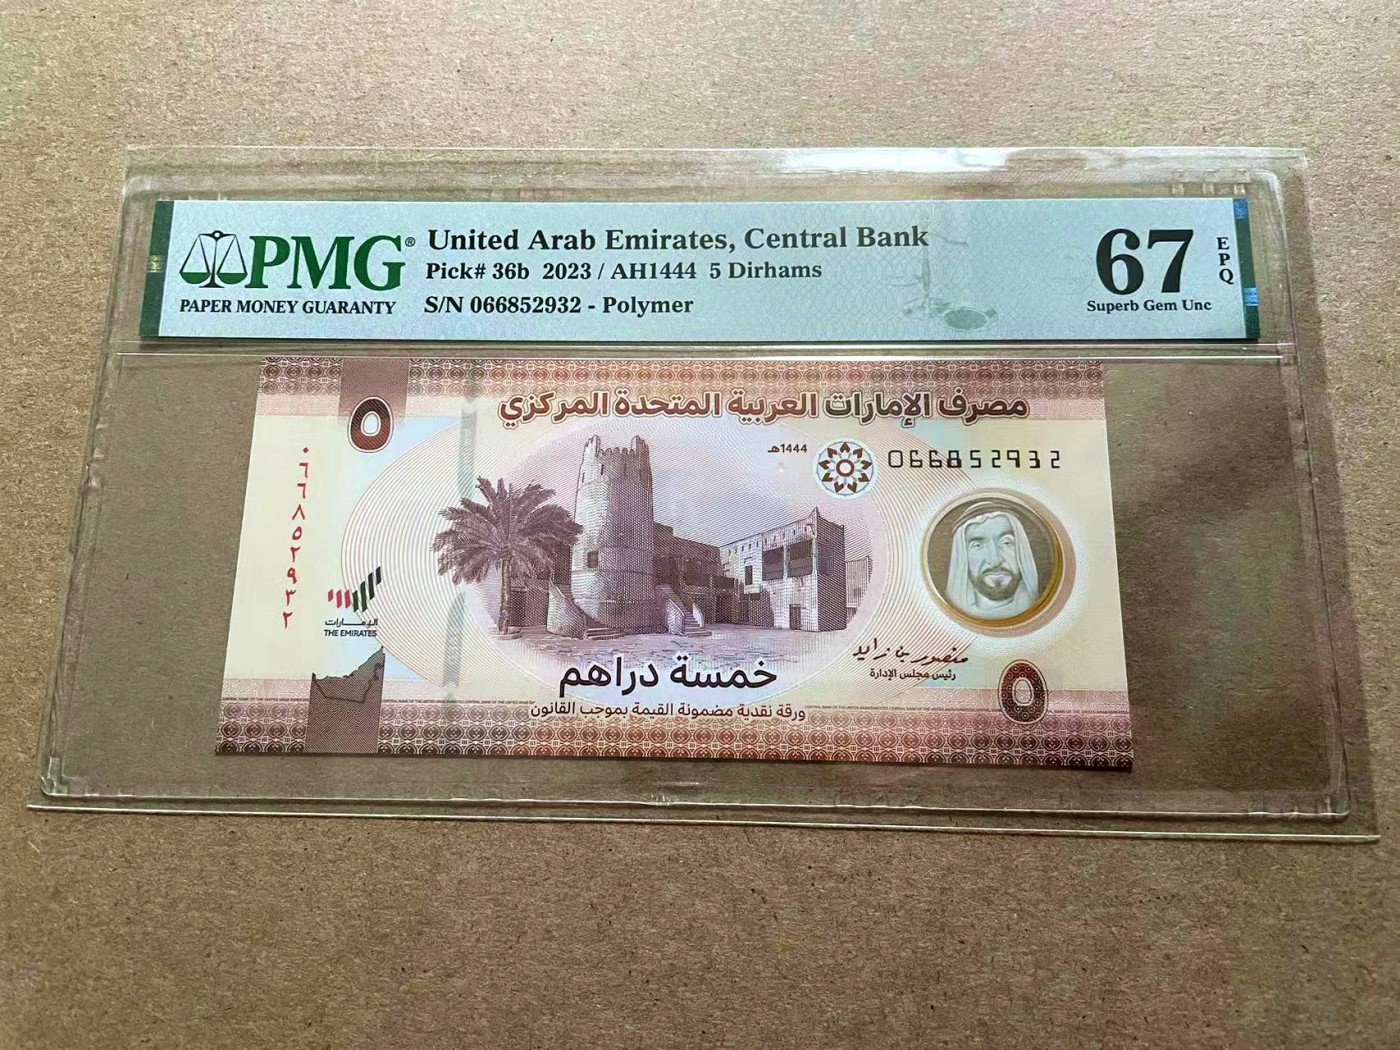 PMG®
PAPER MONEY GUARANTY
United Arab Emirates, Central Bank
Pick# 36b 2023 / AH1444 5 Dirhams
S/N 066852932 - Polymer
67
EPQ
Superb Gem Unc
٥
مصرف الإمارات العربية المتحدة المركزي
1444هـ
066852932
٠٦٦٨٥٢٩٣٢
الإمارات
THE EMIRATES
منصور بن زايد
رئيس مجلس الإدارة
خمسة دراهم
ورقة نقدية مضمونة القيمة بموجب القانون
٥